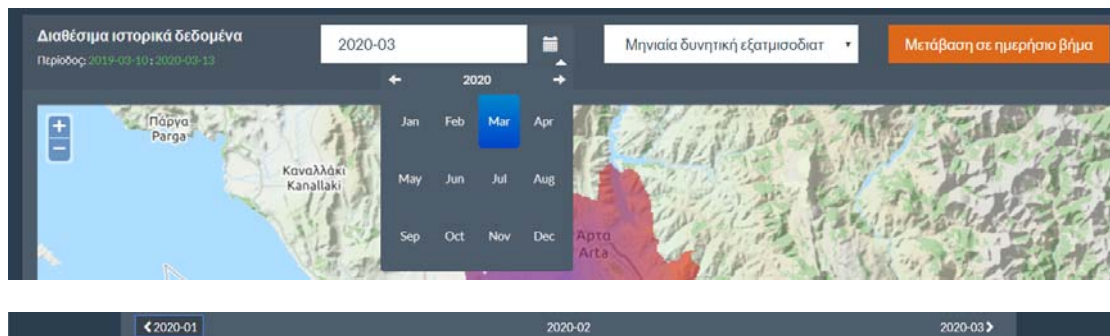 Διαθέσιμα ιστορικά δεδομένα
Περίοδος: 2019-03-10 : 2020-03-13
2020-03
Μηνιαία δυνητική εξατμισοδιατ
Μετάβαση σε ημερήσιο βήμα
2020
Jan Feb Mar Apr
May Jun Jul Aug
Sep Oct Nov Dec
+
−
Πάργα
Parga
Καναλλάκι
Kanallaki
Άρτα
Arta
2020-01 2020-02 2020-03